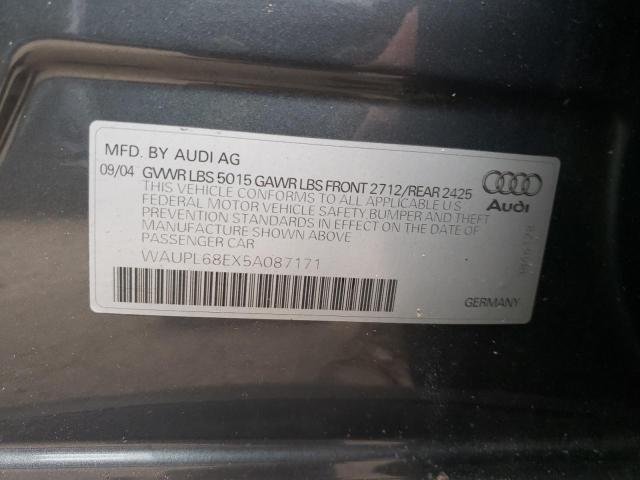 MFD. BY AUDI AG
09/04 GVWR LBS 5015 GAWR LBS FRONT 2712/REAR 2425
THIS VEHICLE CONFORMS TO ALL APPLICABLE U.S
FEDERAL MOTOR VEHICLE SAFETY, BUMPER AND THEFT
PREVENTION STANDARDS IN EFFECT ON THE DATE
OF MANUFACTURE SHOWN ABOVE
PASSENGER CAR
WAUPL68EX5A087171
Audi
GERMANY